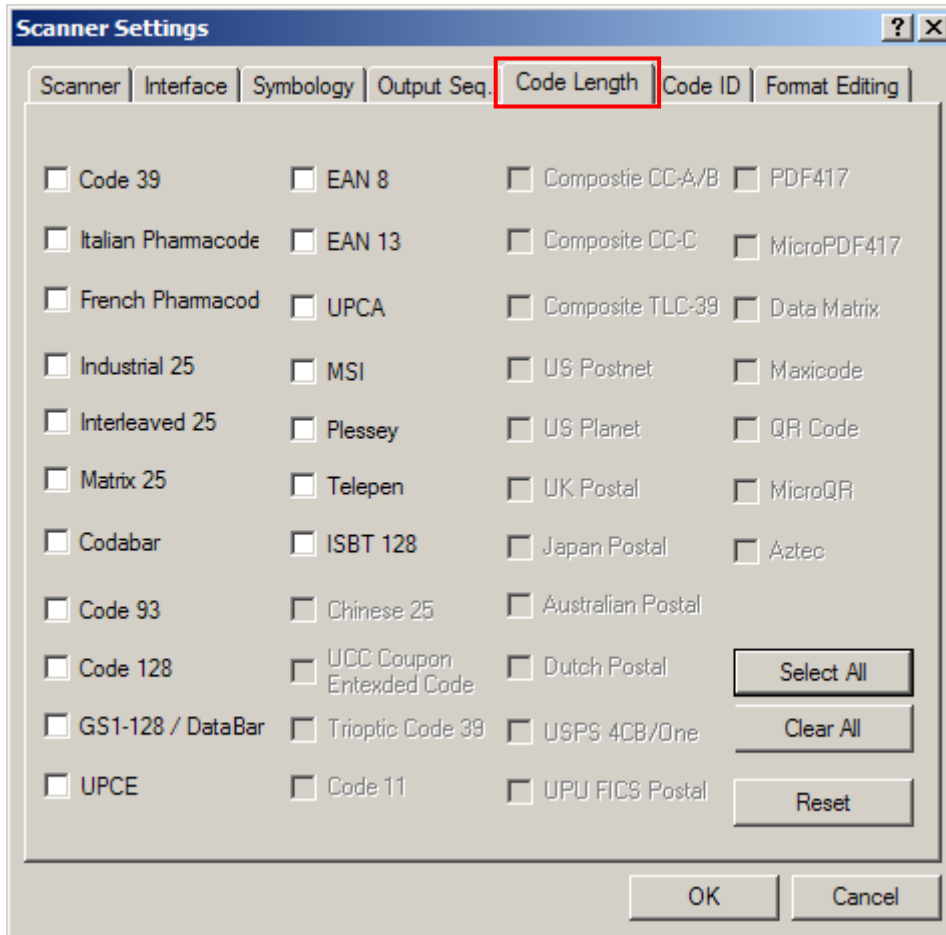 Scanner Settings
Scanner
Interface
Symbology
Output Seq.
Code Length
Code ID
Format Editing
Code 39
Italian Pharmacode
French Pharmacod
Industrial 25
Interleaved 25
Matrix 25
Codabar
Code 93
Code 128
GS1-128 / DataBar
UPCE
EAN 8
EAN 13
UPCA
MSI
Plessey
Telepen
ISBT 128
Chinese 25
UCC Coupon
Entexded Code
Trioptic Code 39
Code 11
Compostie CC-A/B
Composite CC-C
Composite TLC-39
US Postnet
US Planet
UK Postal
Japan Postal
Australian Postal
Dutch Postal
USPS 4CB/One
UPU FICS Postal
PDF417
MicroPDF417
Data Matrix
Maxicode
QR Code
MicroQR
Aztec
Select All
Clear All
Reset
OK
Cancel